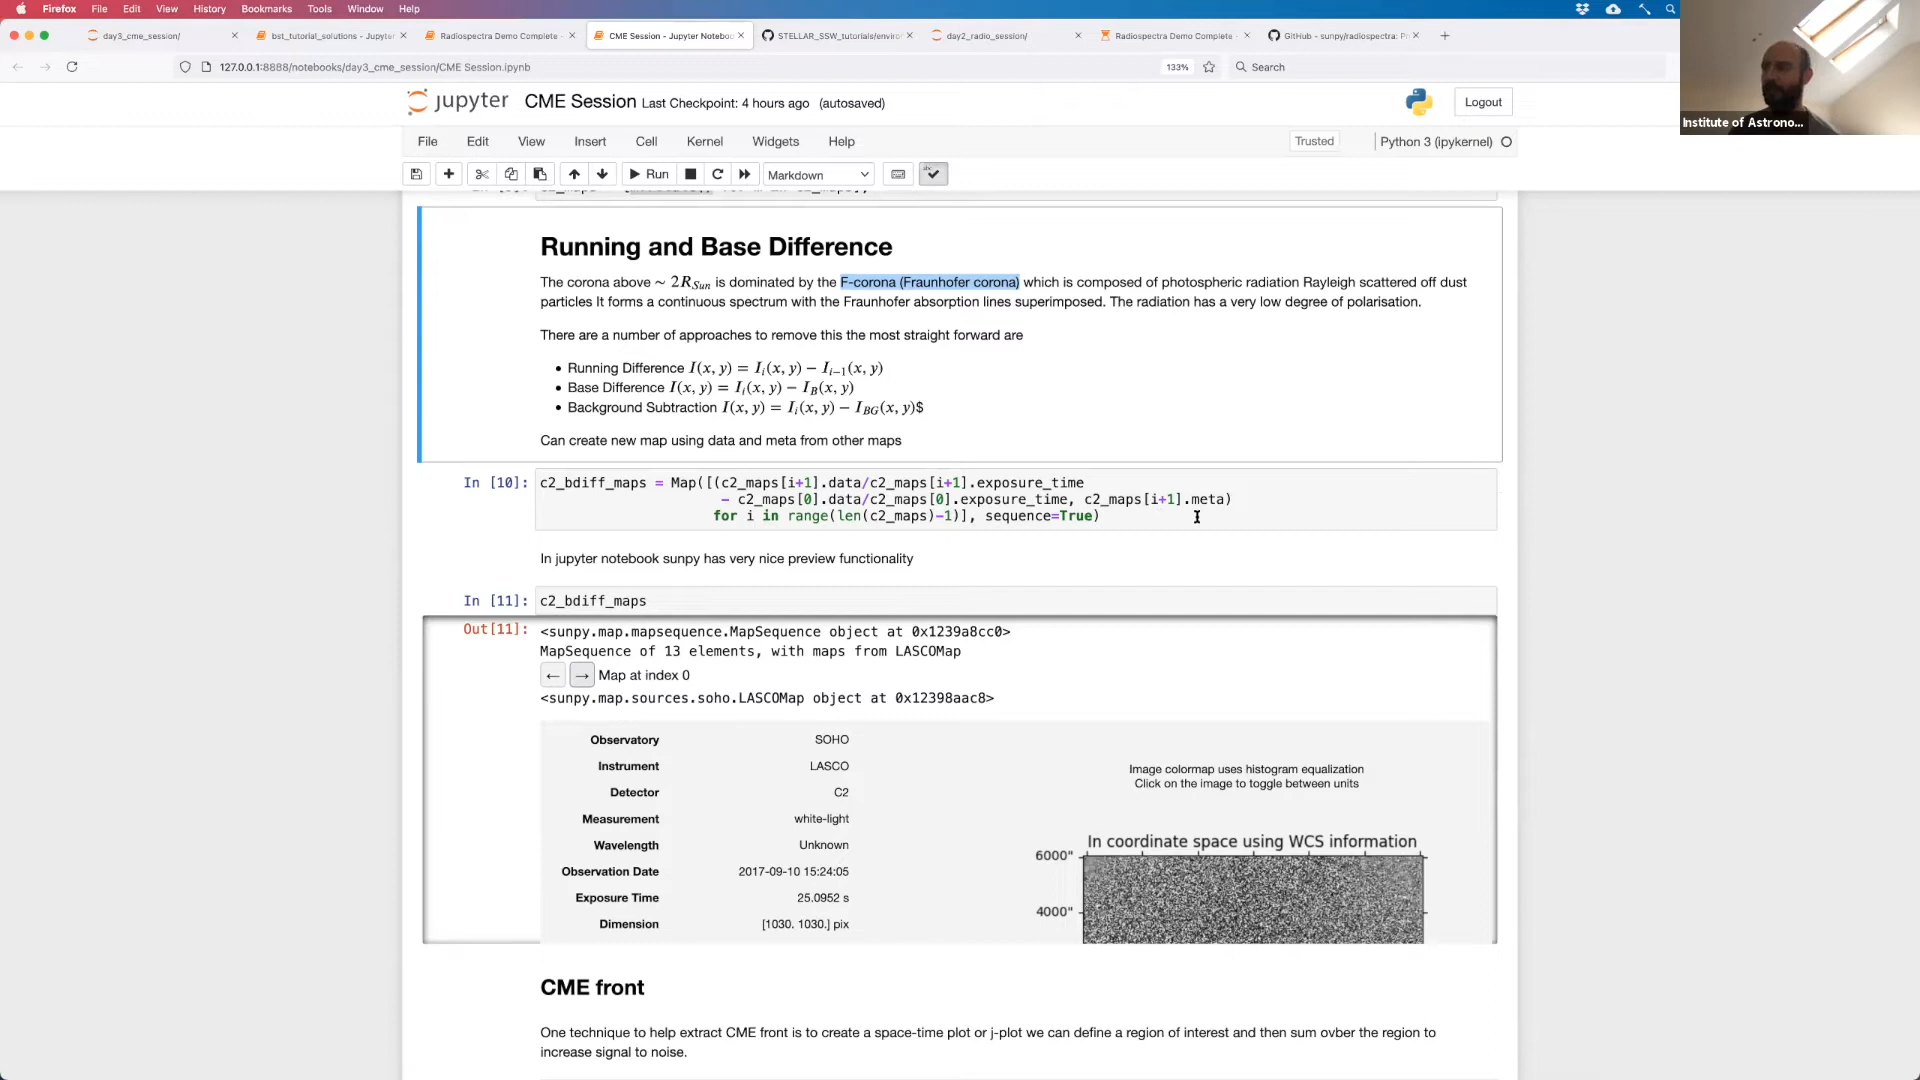 Firefox File Edit View History Bookmarks Tools Window Help
day3_cme_session/ × bst_tutorial_solutions - Jupyter × Radiospectra Demo Complete - × CME Session - Jupyter Noteboo × STELLAR_SSW_tutorials/enviro × day2_radio_session/ × Radiospectra Demo Complete × GitHub - sunpy/radiospectra: Pr × +
127.0.0.1:8888/notebooks/day3_cme_session/CME Session.ipynb 133% Search
Institute of Astrono...
jupyter CME Session Last Checkpoint: 4 hours ago (autosaved) Logout
File Edit View Insert Cell Kernel Widgets Help Trusted Python 3 (ipykernel)
Run Markdown
Running and Base Difference
The corona above ∼ 2R_Sun is dominated by the F-corona (Fraunhofer corona) which is composed of photospheric radiation Rayleigh scattered off dust
particles It forms a continuous spectrum with the Fraunhofer absorption lines superimposed. The radiation has a very low degree of polarisation.
There are a number of approaches to remove this the most straight forward are
• Running Difference I(x, y) = I_i(x, y) − I_{i−1}(x, y)
• Base Difference I(x, y) = I_i(x, y) − I_B(x, y)
• Background Subtraction I(x, y) = I_i(x, y) − I_{BG}(x, y)$
Can create new map using data and meta from other maps
In [10]: c2_bdiff_maps = Map([(c2_maps[i+1].data/c2_maps[i+1].exposure_time
- c2_maps[0].data/c2_maps[0].exposure_time, c2_maps[i+1].meta)
for i in range(len(c2_maps)-1)], sequence=True)
In jupyter notebook sunpy has very nice preview functionality
In [11]: c2_bdiff_maps
Out[11]: <sunpy.map.mapsequence.MapSequence object at 0x1239a8cc0>
MapSequence of 13 elements, with maps from LASCOMap
← → Map at index 0
<sunpy.map.sources.soho.LASCOMap object at 0x12398aac8>
Observatory SOHO
Instrument LASCO
Detector C2
Measurement white-light
Wavelength Unknown
Observation Date 2017-09-10 15:24:05
Exposure Time 25.0952 s
Dimension [1030. 1030.] pix
Image colormap uses histogram equalization
Click on the image to toggle between units
In coordinate space using WCS information
6000"
4000"
CME front
One technique to help extract CME front is to create a space-time plot or j-plot we can define a region of interest and then sum ovber the region to
increase signal to noise.